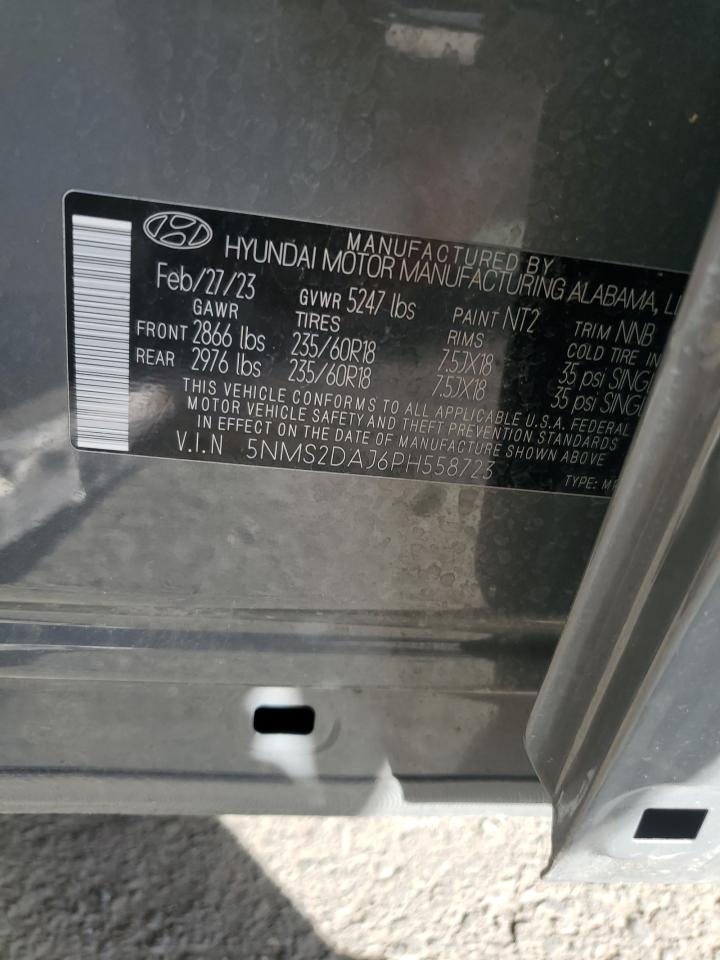 MANUFACTURED BY
HYUNDAI MOTOR MANUFACTURING ALABAMA,
Feb/27/23 GVWR 5247 lbs PAINT NT2 TRIM NNB
GAWR TIRES RIMS COLD TIRE IN
FRONT 2866 lbs 235/60R18 7.5JX18 35 psi SINGL
REAR 2976 lbs 235/60R18 7.5JX18 35 psi SINGL
THIS VEHICLE CONFORMS TO ALL APPLICABLE U.S.A. FEDERAL
MOTOR VEHICLE SAFETY AND THEFT PREVENTION STANDARDS
IN EFFECT ON THE DATE OF MANUFACTURE SHOWN ABOVE
V.I.N 5NMS2DAJ6PH558723 TYPE: